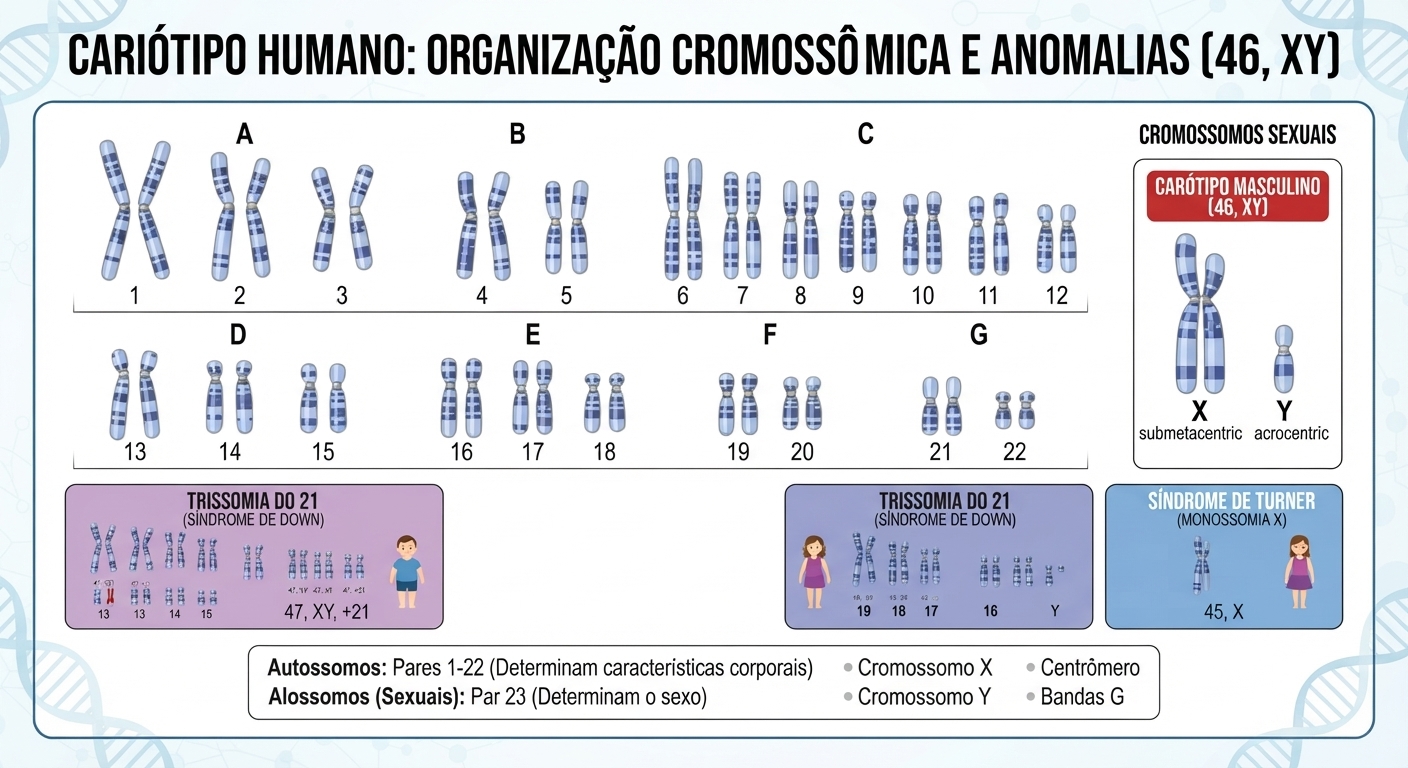 CARIÓTIPO HUMANO: ORGANIZAÇÃO CROMOSSÔMICA E ANOMALIAS (46, XY)
A B C
1 2 3 4 5 6 7 8 9 10 11 12
D E F G
13 14 15 16 17 18 19 20 21 22
CROMOSSOMOS SEXUAIS
CARÓTIPO MASCULINO
(46, XY)
X Y
submetacentric acrocentric
TRISSOMIA DO 21
(SÍNDROME DE DOWN)
13 13 14 15
47, XY, +21
TRISSOMIA DO 21
(SÍNDROME DE DOWN)
19 18 17 16 Y
SÍNDROME DE TURNER
(MONOSSOMIA X)
45, X
Autossomos: Pares 1-22 (Determinam características corporais)
Alossomos (Sexuais): Par 23 (Determinam o sexo)
Cromossomo X
Cromossomo Y
Centrômero
Bandas G